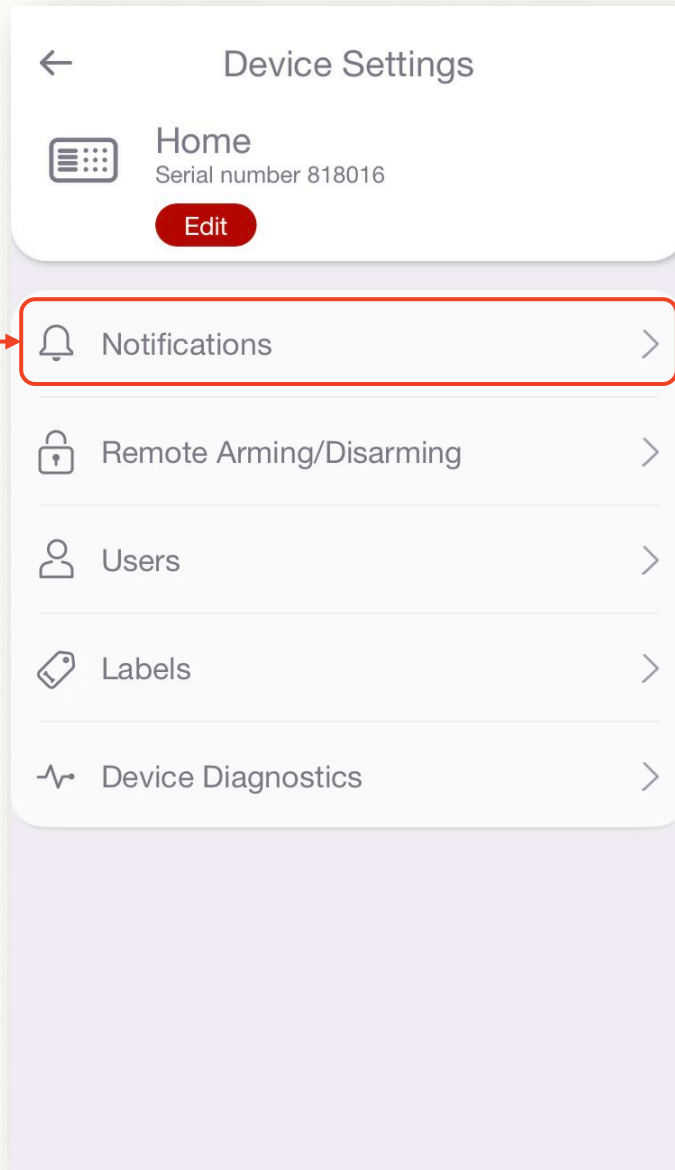 Device Settings
Home
Serial number 818016
Edit
Notifications
Remote Arming/Disarming
Users
Labels
Device Diagnostics